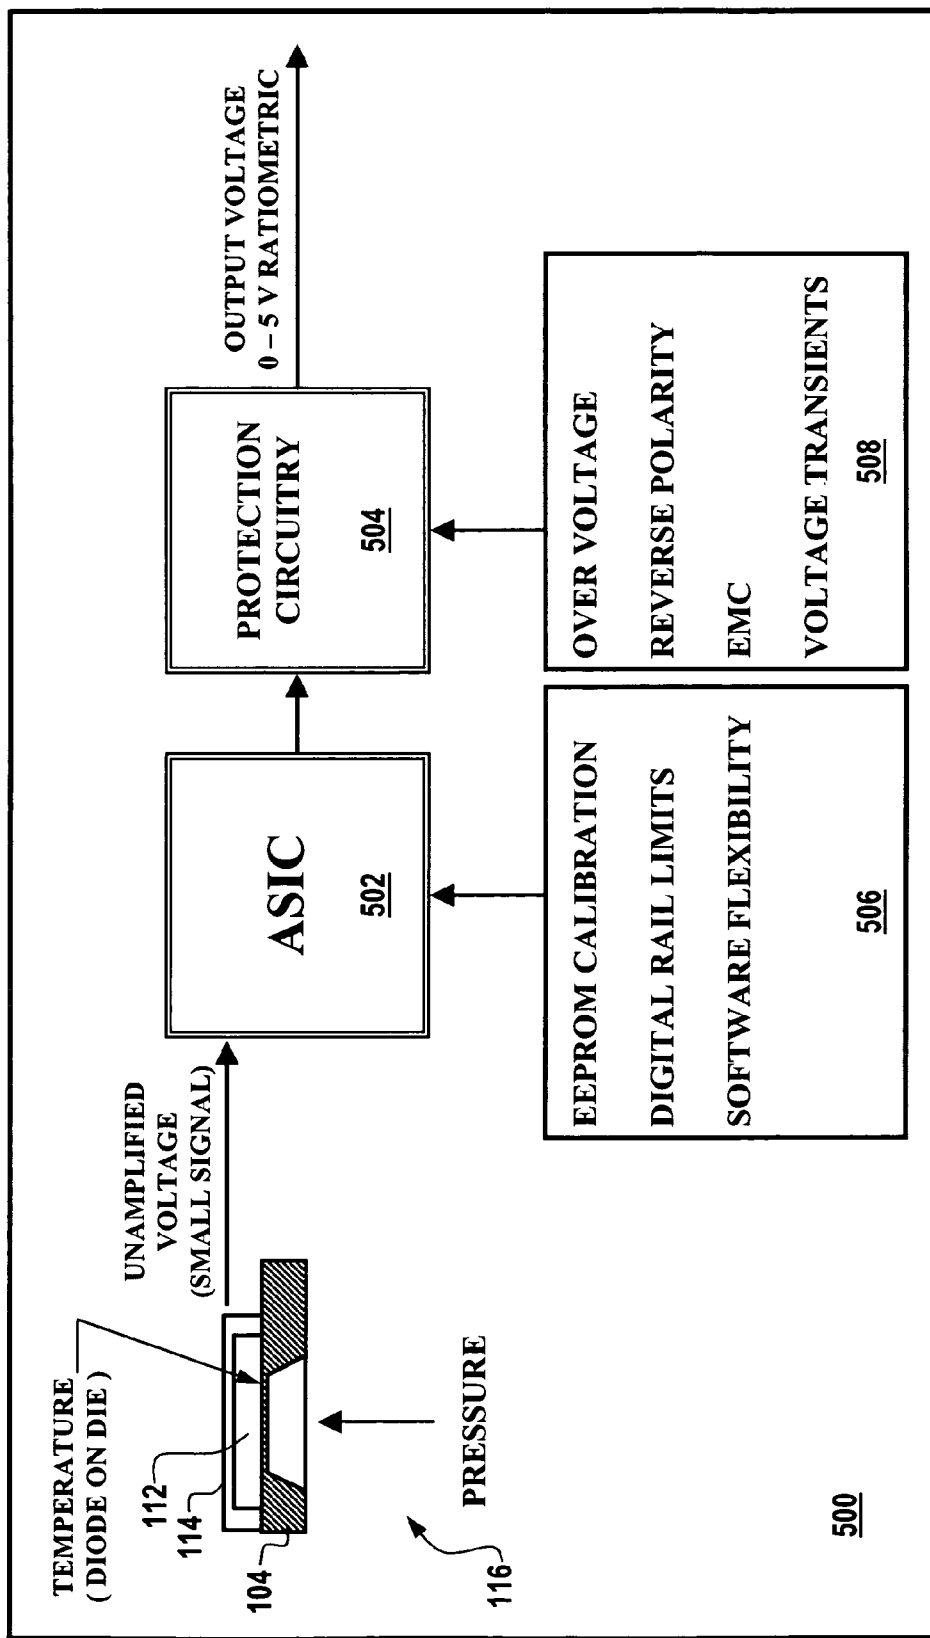 TEMPERATURE
( DIODE ON DIE )
112
114
104
116
PRESSURE
UNAMPLIFIED
VOLTAGE
(SMALL SIGNAL)
ASIC
502
PROTECTION
CIRCUITRY
504
OUTPUT VOLTAGE
0 – 5 V RATIOMETRIC
EEPROM CALIBRATION
DIGITAL RAIL LIMITS
SOFTWARE FLEXIBILITY
506
OVER VOLTAGE
REVERSE POLARITY
EMC
VOLTAGE TRANSIENTS
508
500